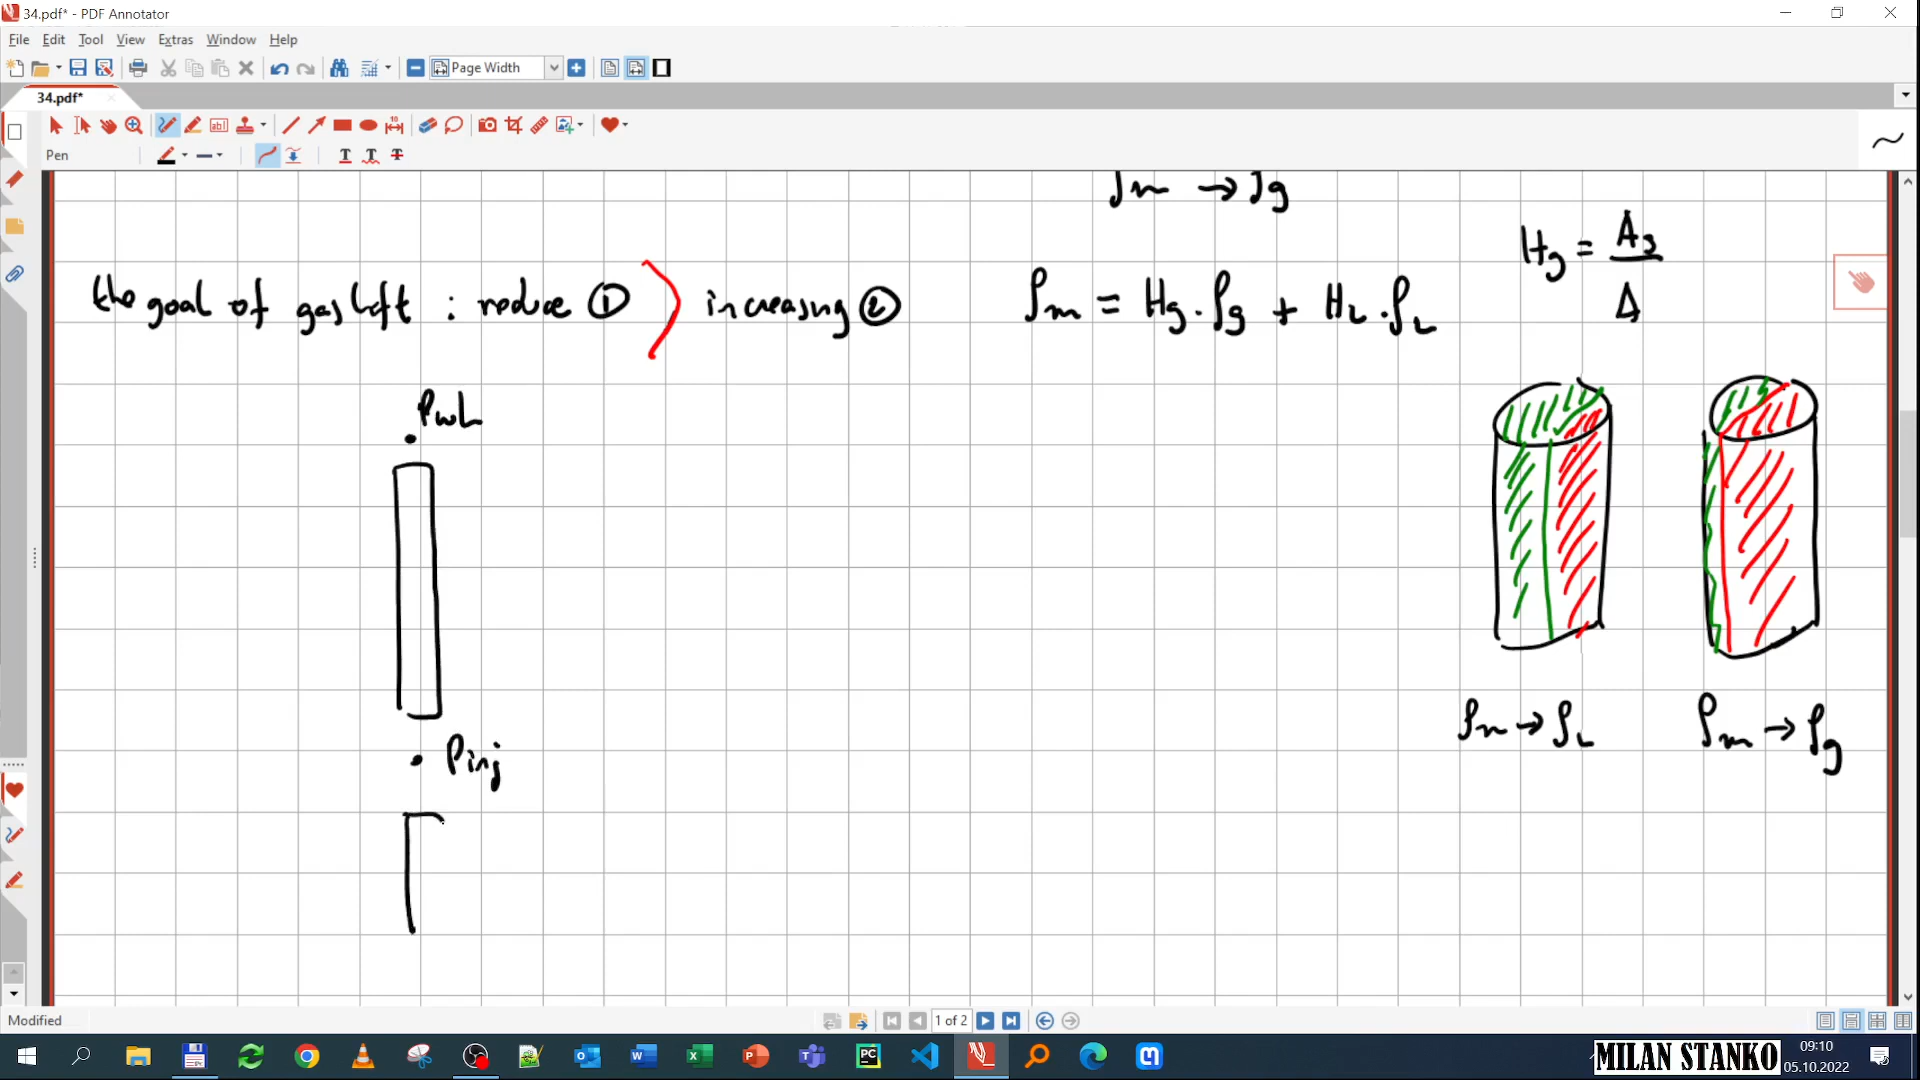 34.pdf* - PDF Annotator
File Edit Tool View Extras Window Help
Page Width
34.pdf*
Pen
ρm → ρg
Hg = Ag / A
the goal of gas lift : reduce ① > increasing ②
ρm = Hg . ρg + HL . ρL
Pwh
Pinj
ρm → ρL
ρm → ρg
Modified
1 of 2
MILAN STANKO
09:10
05.10.2022